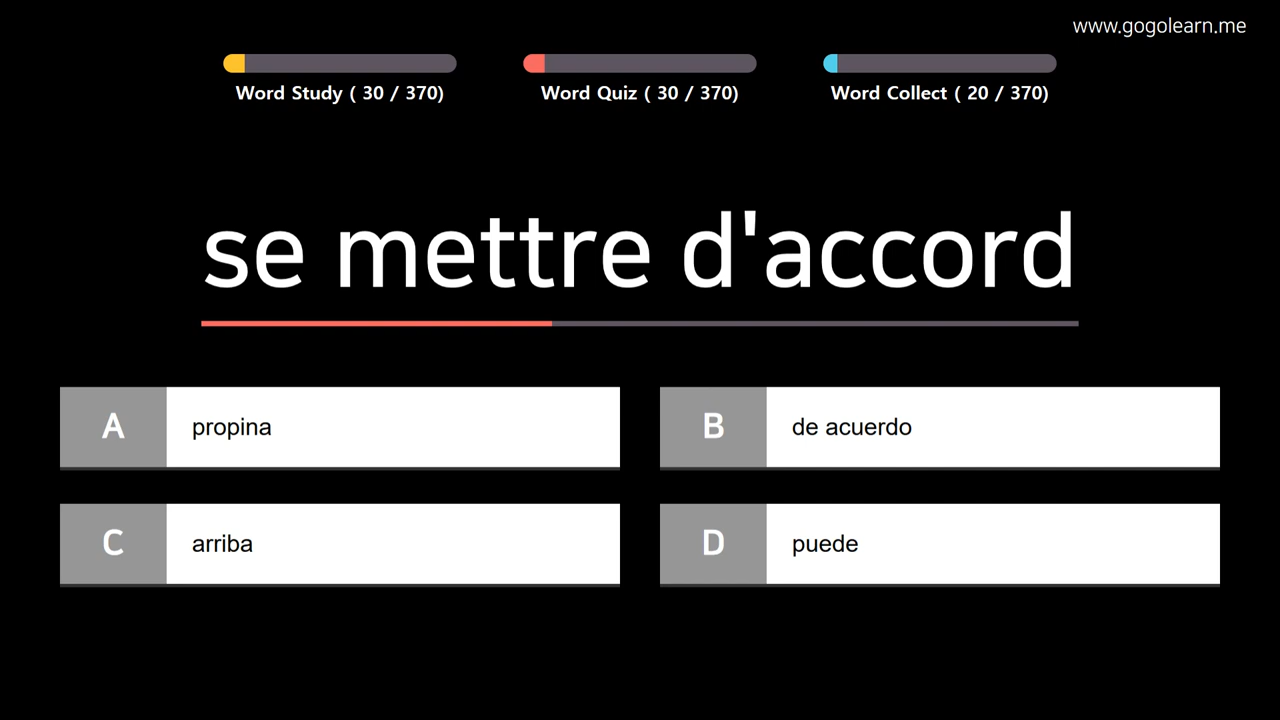 www.gogolearn.me
Word Study ( 30 / 370)
Word Quiz ( 30 / 370)
Word Collect ( 20 / 370)
se mettre d'accord
A propina
B de acuerdo
C arriba
D puede